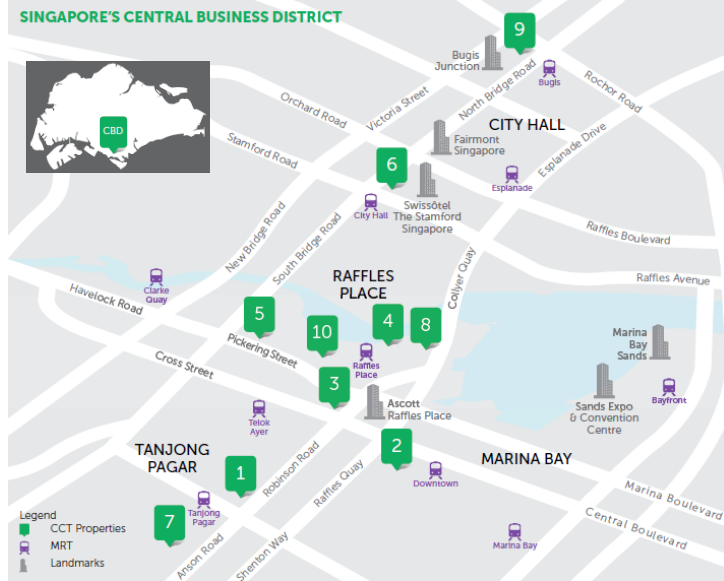 SINGAPORE'S CENTRAL BUSINESS DISTRICT
9
Bugis
Junction
Bugis
North Bridge Road
Victoria Street
Rochor Road
CBD
Orchard Road
CITY HALL
Fairmont
Singapore
Esplanade Drive
Stamford Road
6
Esplanade
Swissôtel
The Stamford
Singapore
City Hall
New Bridge Road
South Bridge Road
Raffles Boulevard
RAFFLES
PLACE
Collyer Quay
Raffles Avenue
Clarke
Quay
Havelock Road
5
10
4
8
Pickering Street
Raffles
Place
Marina
Bay
Sands
Cross Street
3
Ascott
Raffles Place
Sands Expo
& Convention
Centre
Bayfront
Telok
Ayer
TANJONG
PAGAR
1
Robinson Road
Raffles Quay
2
Downtown
MARINA BAY
Marina Boulevard
Central Boulevard
Tanjong
Pagar
7
Anson Road
Shenton Way
Marina Bay
Legend
CCT Properties
MRT
Landmarks